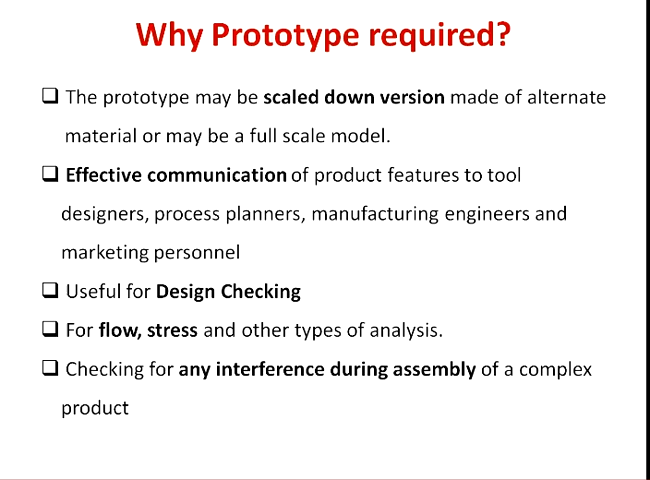 Why Prototype required?
❑ The prototype may be scaled down version made of alternate
material or may be a full scale model.
❑ Effective communication of product features to tool
designers, process planners, manufacturing engineers and
marketing personnel
❑ Useful for Design Checking
❑ For flow, stress and other types of analysis.
❑ Checking for any interference during assembly of a complex
product